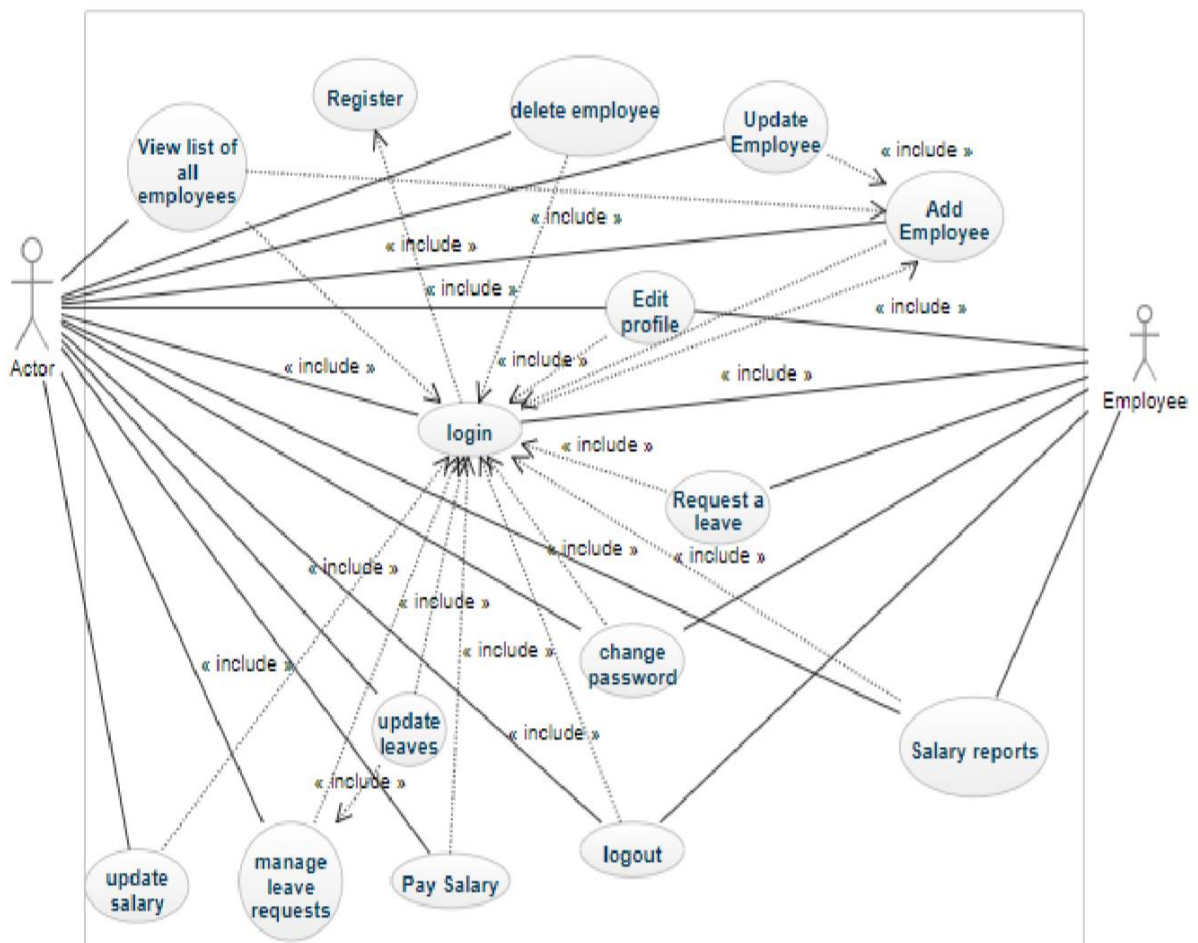 Register
delete employee
Update
Employee
View list of
all
employees
« include »
Add
Employee
« include »
« include »
« include »
Edit
profile
« include »
Actor
Employee
« include »
« include »
« include »
login
« include »
Request a
leave
« include »
« include »
« include »
« include »
change
password
« include »
« include »
update
leaves
« include »
Salary reports
« include »
logout
manage
leave
requests
Pay Salary
update
salary